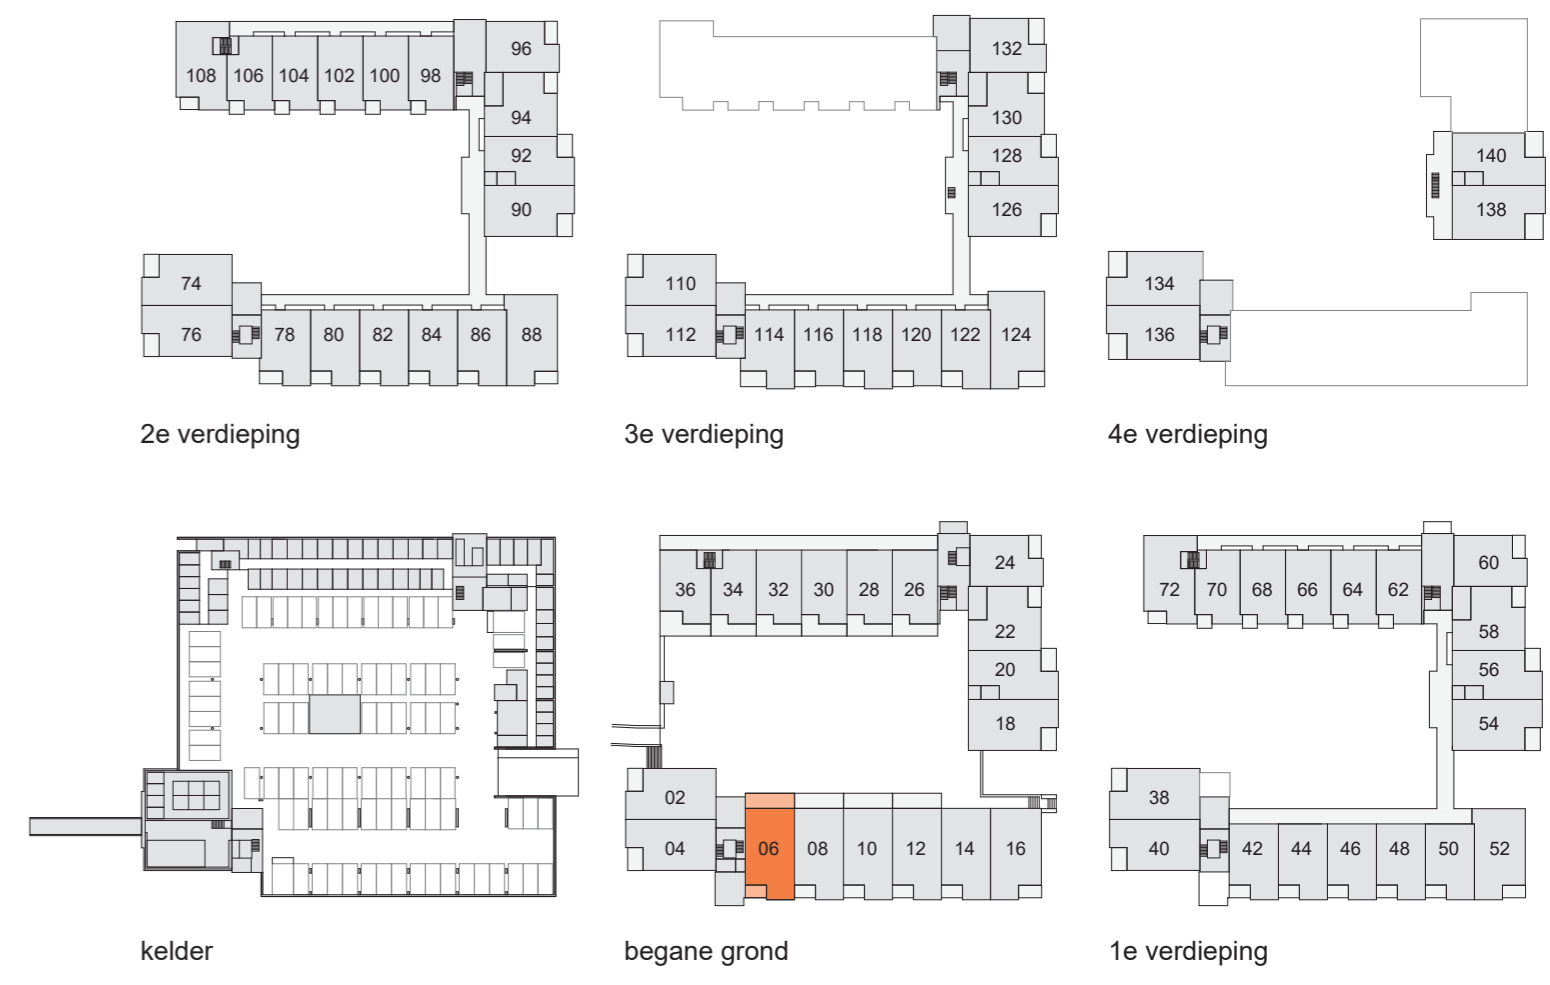 108 106 104 102 100 98 96
94
92
90
74
76 78 80 82 84 86 88
2e verdieping
132
130
128
126
110
112 114 116 118 120 122 124
3e verdieping
140
138
134
136
4e verdieping
kelder
36 34 32 30 28 26 24
22
20
18
02
04 06 08 10 12 14 16
begane grond
72 70 68 66 64 62 60
58
56
54
38
40 42 44 46 48 50 52
1e verdieping